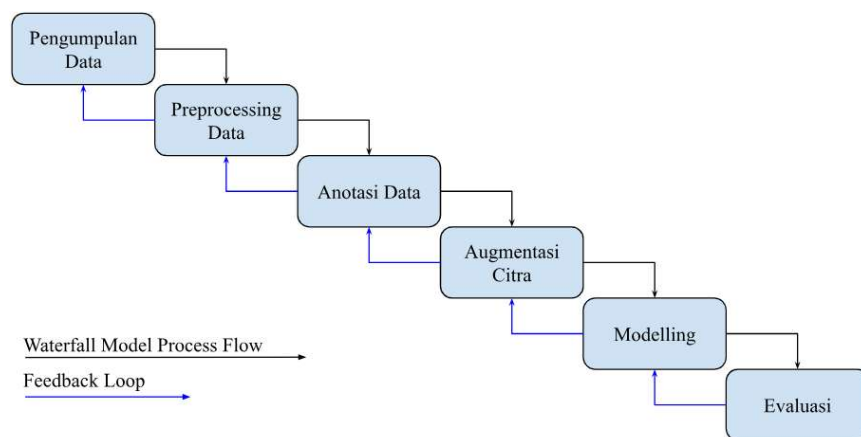 Pengumpulan
Data
Preprocessing
Data
Anotasi Data
Augmentasi
Citra
Modelling
Evaluasi
Waterfall Model Process Flow
Feedback Loop